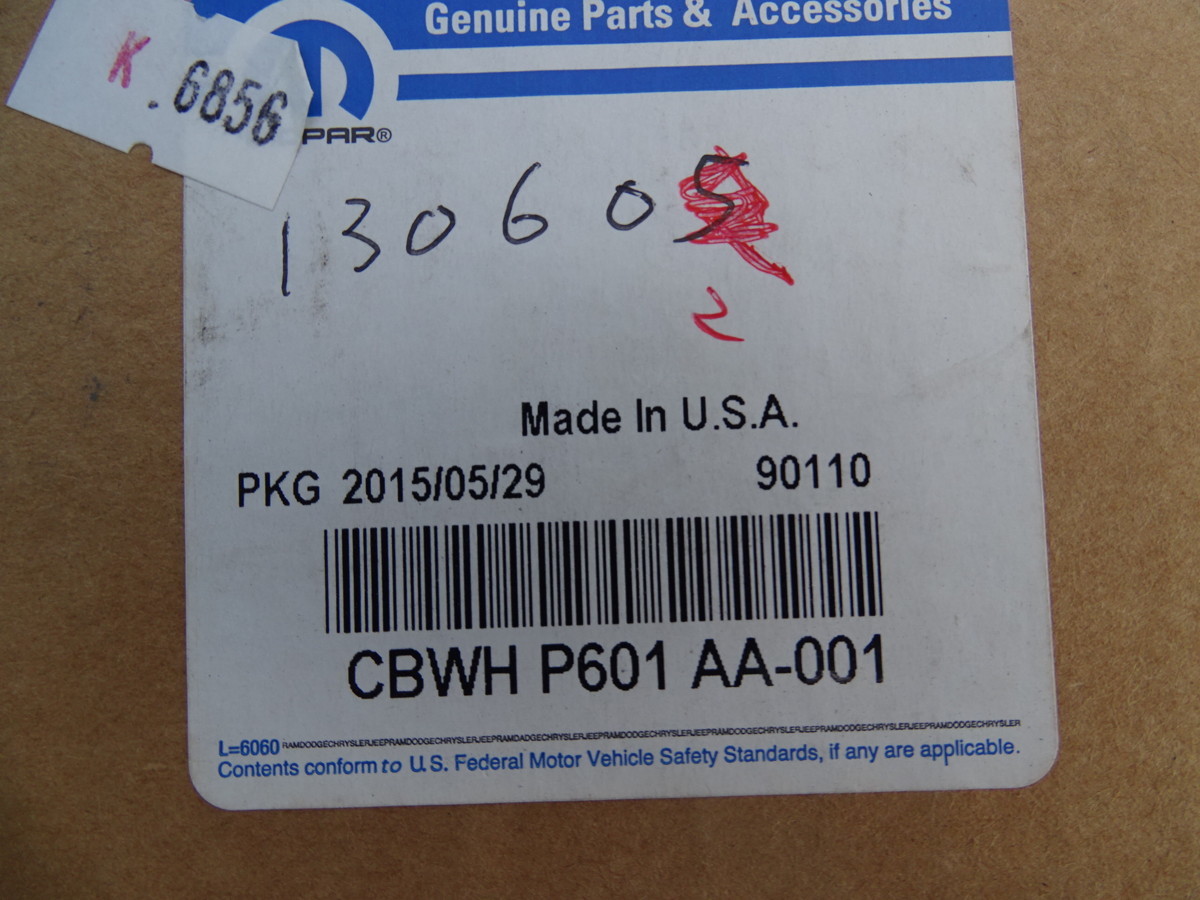 Genuine Parts & Accessories
K . 6856
PAR®
130605
2
Made In U.S.A.
PKG 2015/05/29 90110
CBWH P601 AA-001
L=6060 RAMDODGECHRYSLERJEEPRAMDODGECHRYSLERJEEPRAMDADGECHRYSLERJEEPRAMDODGECHRYSLERJEEPRAMDODGECHRYSLERJEEPRAMDODGECHRYSLER
Contents conform to U.S. Federal Motor Vehicle Safety Standards, if any are applicable.